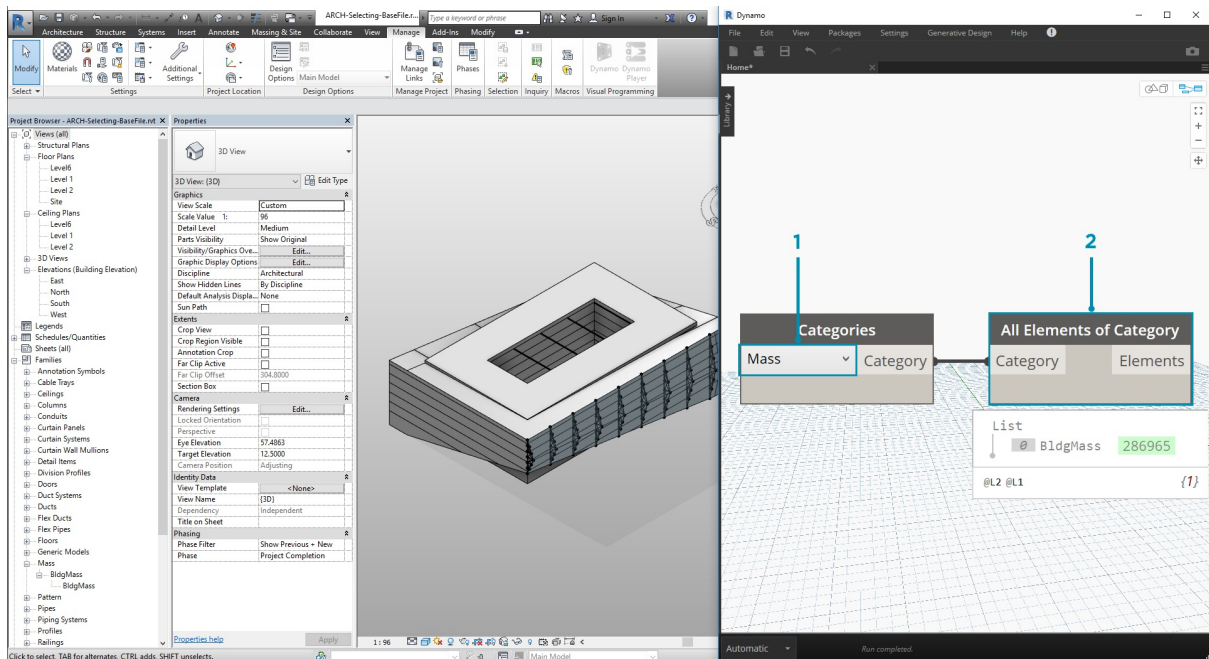 ARCH-Selecting-BaseFile.r...
Type a keyword or phrase
Sign In
Architecture Structure Systems Insert Annotate Massing & Site Collaborate View Manage Add-Ins Modify
Modify
Materials
Additional
Settings
Design
Options
Main Model
Manage
Links
Phases
Dynamo
Dynamo
Player
Select
Settings
Project Location
Design Options
Manage Project
Phasing
Selection
Inquiry
Macros
Visual Programming
Project Browser - ARCH-Selecting-BaseFile.rvt X
Views (all)
Structural Plans
Floor Plans
Level6
Level 1
Level 2
Site
Ceiling Plans
Level6
Level 1
Level 2
3D Views
Elevations (Building Elevation)
East
North
South
West
Legends
Schedules/Quantities
Sheets (all)
Families
Annotation Symbols
Cable Trays
Ceilings
Columns
Conduits
Curtain Panels
Curtain Systems
Curtain Wall Mullions
Detail Items
Division Profiles
Doors
Duct Systems
Ducts
Flex Ducts
Flex Pipes
Floors
Generic Models
Mass
BldgMass
BldgMass
Pattern
Pipes
Piping Systems
Profiles
Railings
Properties X
3D View
3D View: {3D}
Edit Type
Graphics
View Scale Custom
Scale Value 1: 96
Detail Level Medium
Parts Visibility Show Original
Visibility/Graphics Ove... Edit...
Graphic Display Options Edit...
Discipline Architectural
Show Hidden Lines By Discipline
Default Analysis Displa... None
Sun Path
Extents
Crop View
Crop Region Visible
Annotation Crop
Far Clip Active
Far Clip Offset 304.8000
Section Box
Camera
Rendering Settings Edit...
Locked Orientation
Perspective
Eye Elevation 57.4863
Target Elevation 12.5000
Camera Position Adjusting
Identity Data
View Template <None>
View Name {3D}
Dependency Independent
Title on Sheet
Phasing
Phase Filter Show Previous + New
Phase Project Completion
Properties help
Apply
1 : 96
Click to select, TAB for alternates, CTRL adds, SHIFT unselects.
Main Model
R Dynamo
File Edit View Packages Settings Generative Design Help
Home*
Library
1
2
Categories
Mass
Category
All Elements of Category
Category
Elements
List
0 BldgMass 286965
@L2 @L1 {1}
Automatic
Run completed.